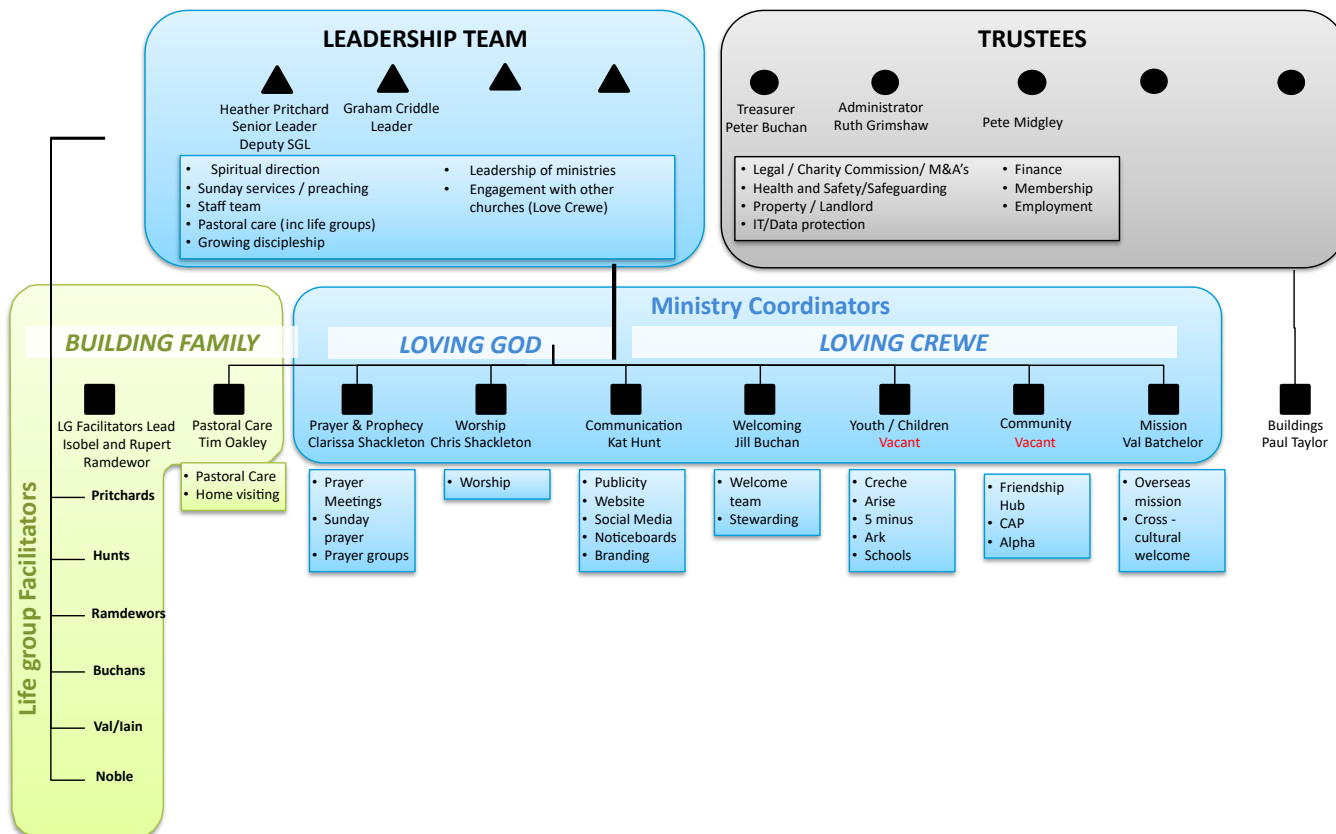 LEADERSHIP TEAM
Heather Pritchard
Senior Leader
Deputy SGL
Graham Criddle
Leader
• Spiritual direction
• Sunday services / preaching
• Staff team
• Pastoral care (inc life groups)
• Growing discipleship
• Leadership of ministries
• Engagement with other
churches (Love Crewe)
TRUSTEES
Treasurer
Peter Buchan
Administrator
Ruth Grimshaw
Pete Midgley
• Legal / Charity Commission/ M&A's
• Health and Safety/Safeguarding
• Property / Landlord
• IT/Data protection
• Finance
• Membership
• Employment
Ministry Coordinators
BUILDING FAMILY
LOVING GOD
LOVING CREWE
LG Facilitators Lead
Isobel and Rupert
Ramdewor
Pastoral Care
Tim Oakley
Prayer & Prophecy
Clarissa Shackleton
Worship
Chris Shackleton
Communication
Kat Hunt
Welcoming
Jill Buchan
Youth / Children
Vacant
Community
Vacant
Mission
Val Batchelor
Buildings
Paul Taylor
• Pastoral Care
• Home visiting
• Prayer
Meetings
• Sunday
prayer
• Prayer groups
• Worship
• Publicity
• Website
• Social Media
• Noticeboards
• Branding
• Welcome
team
• Stewarding
• Creche
• Arise
• 5 minus
• Ark
• Schools
• Friendship
Hub
• CAP
• Alpha
• Overseas
mission
• Cross -
cultural
welcome
Life group Facilitators
Pritchards
Hunts
Ramdewors
Buchans
Val/Iain
Noble